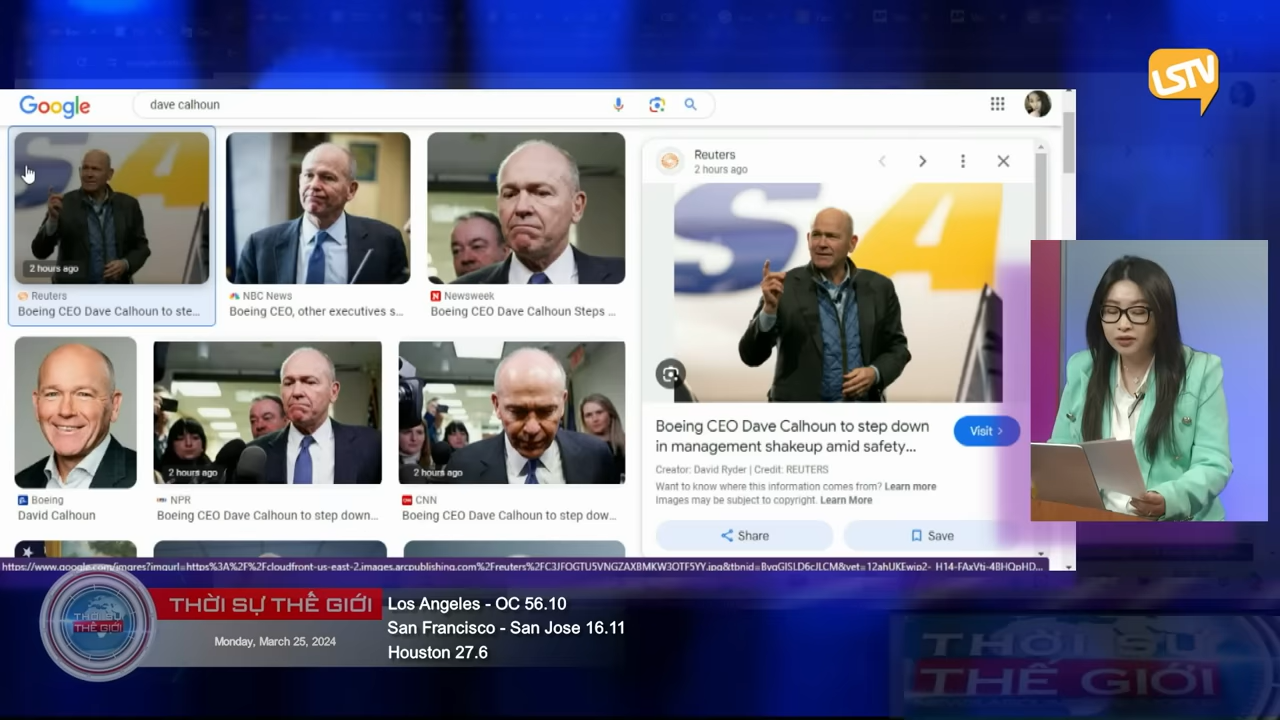 LSTV
Google
dave calhoun
Reuters
2 hours ago
2 hours ago
Reuters
Boeing CEO Dave Calhoun to ste...
NBC News
Boeing CEO, other executives s...
Newsweek
Boeing CEO Dave Calhoun Steps ...
Boeing CEO Dave Calhoun to step down
in management shakeup amid safety...
Visit
Creator: David Ryder | Credit: REUTERS
Want to know where this information comes from? Learn more
Images may be subject to copyright. Learn More
Share
Save
2 hours ago
2 hours ago
Boeing
David Calhoun
NPR
Boeing CEO Dave Calhoun to step down...
CNN
Boeing CEO Dave Calhoun to step dow...
THỜI SỰ
THẾ GIỚI
THỜI SỰ THẾ GIỚI
Monday, March 25, 2024
Los Angeles - OC 56.10
San Francisco - San Jose 16.11
Houston 27.6
THỜI SỰ
THẾ GIỚI